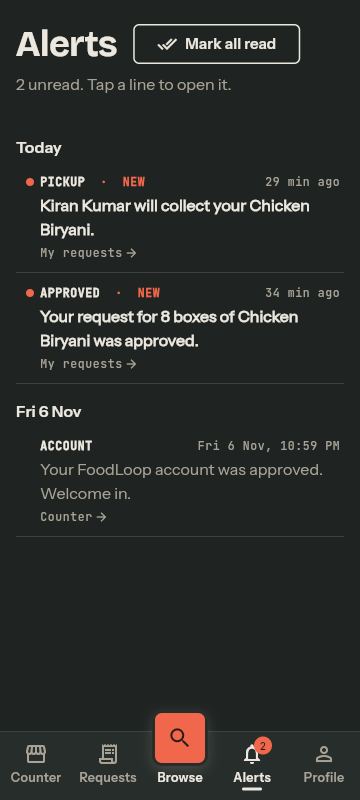 Alerts
Mark all read
2 unread. Tap a line to open it.
Today
PICKUP · NEW 29 min ago
Kiran Kumar will collect your Chicken
Biryani.
My requests →
APPROVED · NEW 34 min ago
Your request for 8 boxes of Chicken
Biryani was approved.
My requests →
Fri 6 Nov
ACCOUNT Fri 6 Nov, 10:59 PM
Your FoodLoop account was approved.
Welcome in.
Counter →
2
Counter Requests Browse Alerts Profile